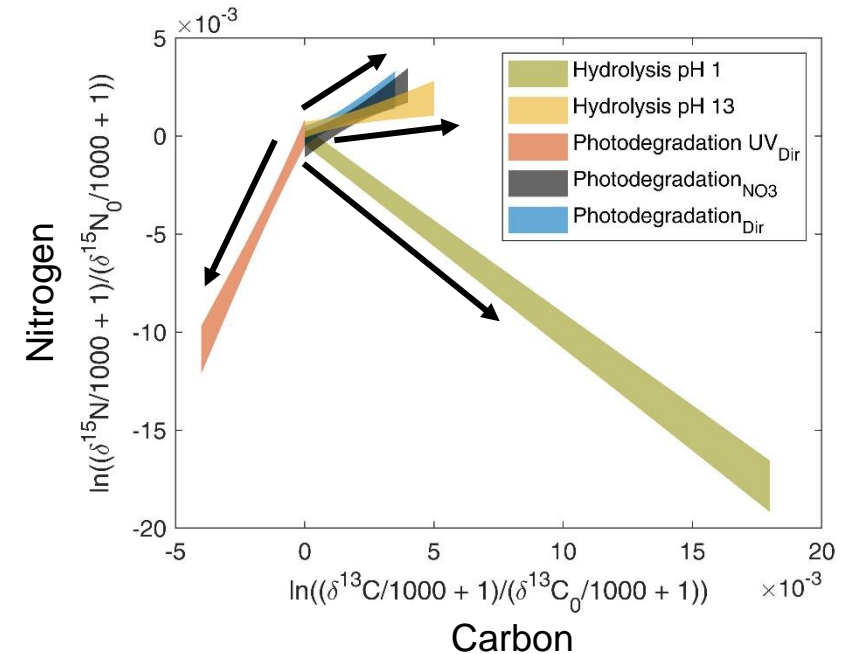 ×10⁻³
5
0
-5
-10
-15
-20
Nitrogen
ln((δ¹⁵N/1000 + 1)/(δ¹⁵N₀/1000 + 1))
Hydrolysis pH 1
Hydrolysis pH 13
Photodegradation UV_Dir
Photodegradation_NO3
Photodegradation_Dir
-5 0 5 10 15 20
ln((δ¹³C/1000 + 1)/(δ¹³C₀/1000 + 1))
×10⁻³
Carbon